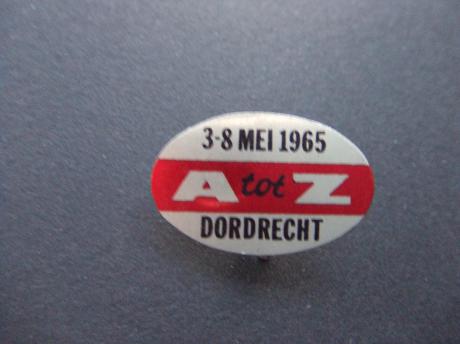 3-8 MEI 1965
A tot Z
DORDRECHT